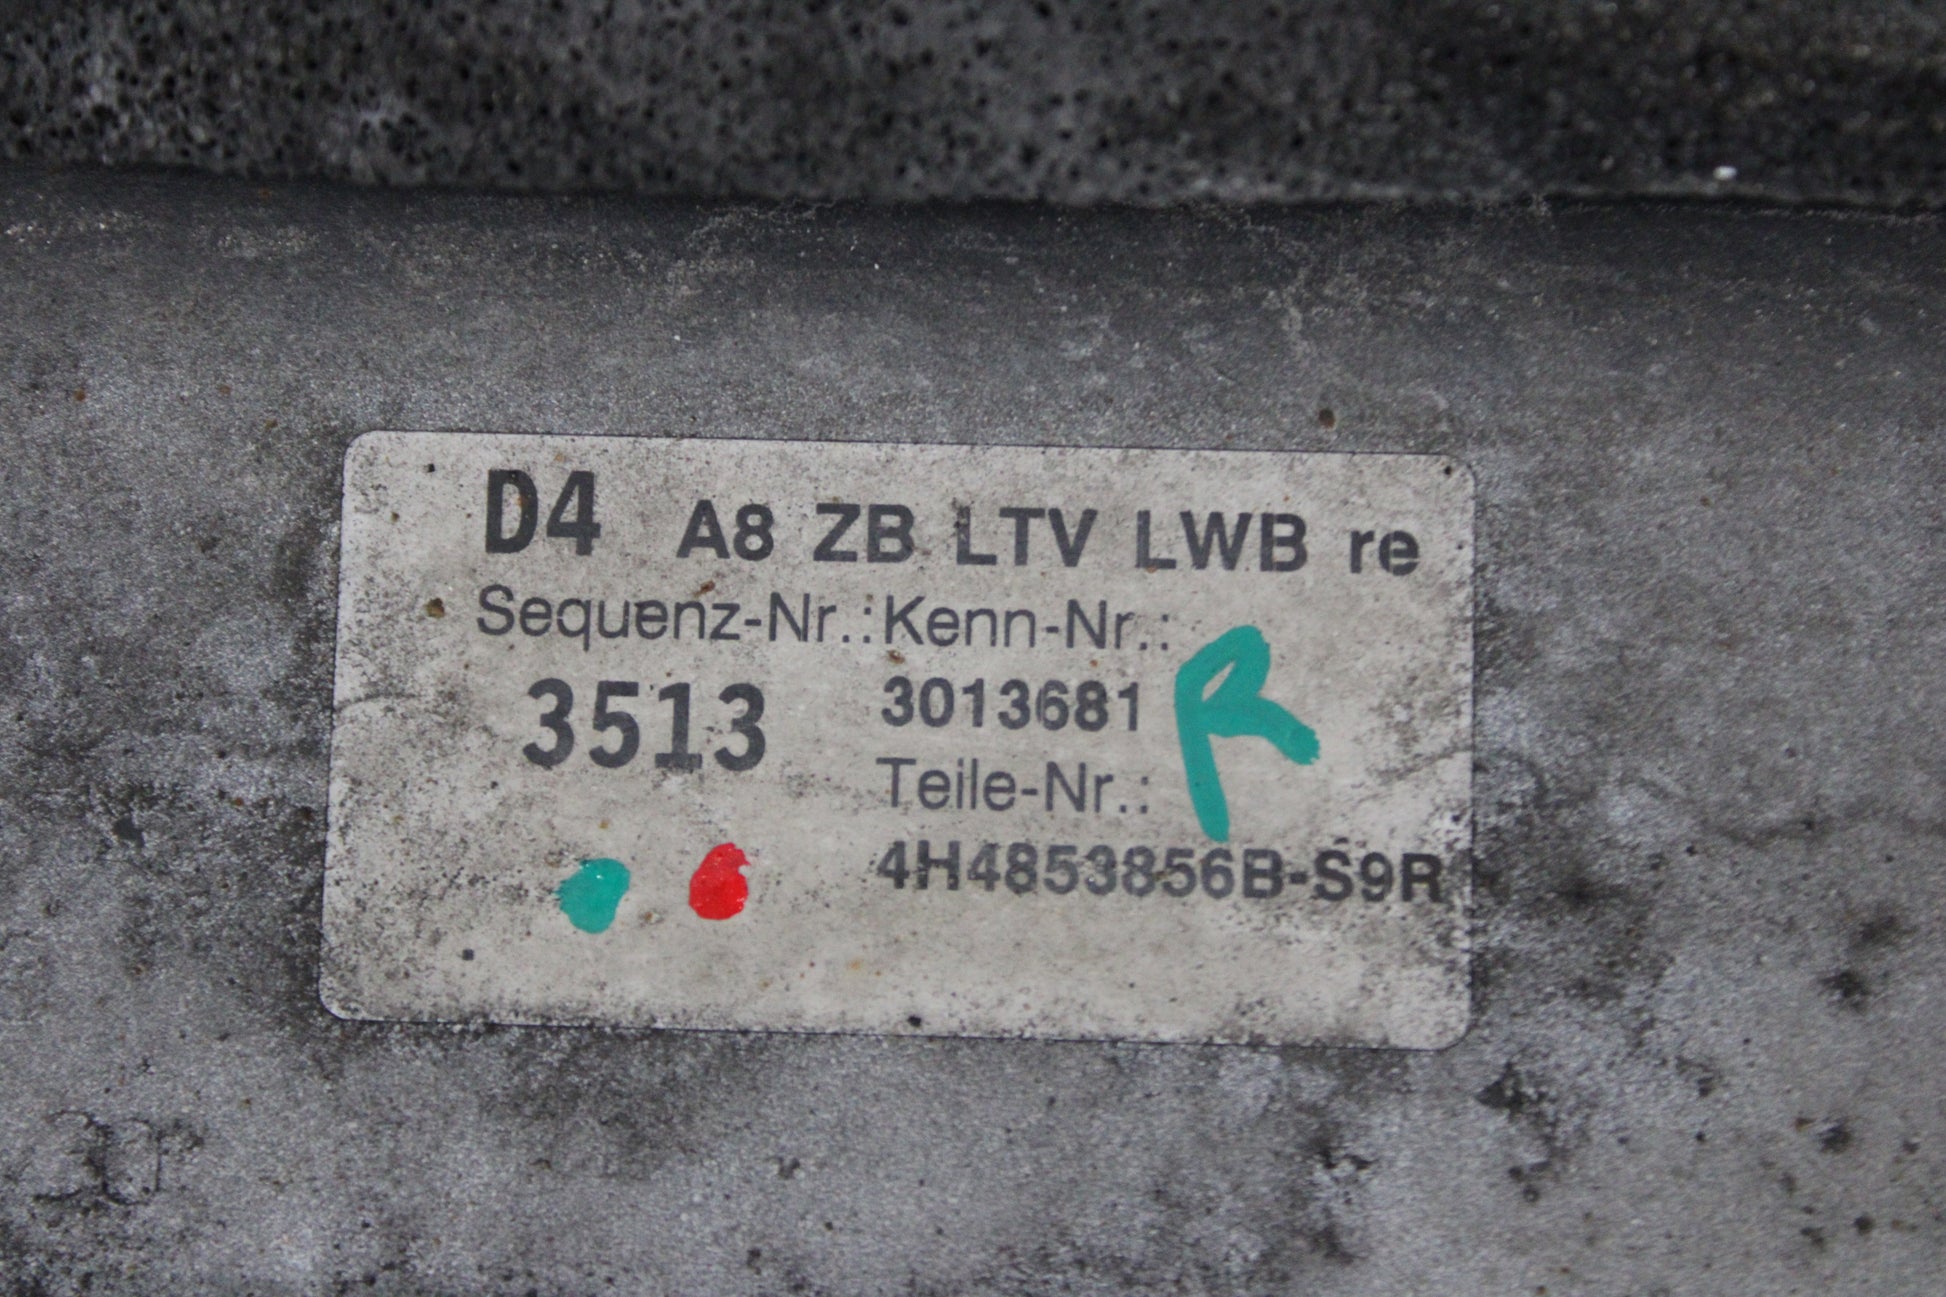 D4 A8 ZB LTV LWB re
Sequenz-Nr.: Kenn-Nr.:
3513 3013681 R
Teile-Nr.:
4H4853856B-S9R